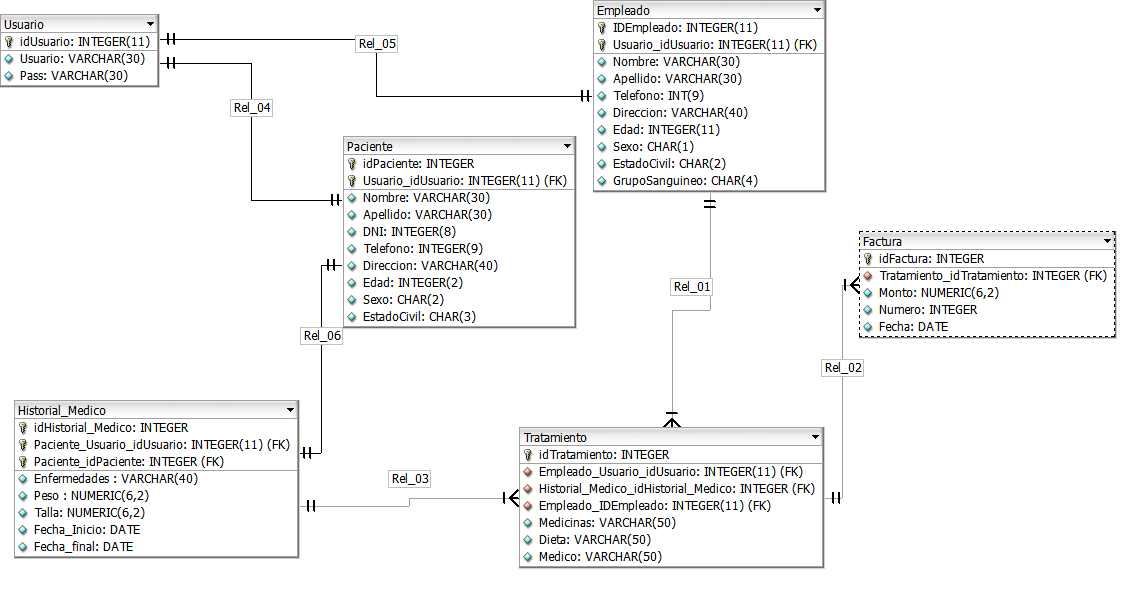 Usuario
idUsuario: INTEGER(11)
Usuario: VARCHAR(30)
Pass: VARCHAR(30)
Rel_05
Rel_04
Empleado
IDEmpleado: INTEGER(11)
Usuario_idUsuario: INTEGER(11) (FK)
Nombre: VARCHAR(30)
Apellido: VARCHAR(30)
Telefono: INT(9)
Direccion: VARCHAR(40)
Edad: INTEGER(11)
Sexo: CHAR(1)
EstadoCivil: CHAR(2)
GrupoSanguineo: CHAR(4)
Paciente
idPaciente: INTEGER
Usuario_idUsuario: INTEGER(11) (FK)
Nombre: VARCHAR(30)
Apellido: VARCHAR(30)
DNI: INTEGER(8)
Telefono: INTEGER(9)
Direccion: VARCHAR(40)
Edad: INTEGER(2)
Sexo: CHAR(2)
EstadoCivil: CHAR(3)
Rel_01
Factura
idFactura: INTEGER
Tratamiento_idTratamiento: INTEGER (FK)
Monto: NUMERIC(6,2)
Numero: INTEGER
Fecha: DATE
Rel_06
Rel_02
Historial_Medico
idHistorial_Medico: INTEGER
Paciente_Usuario_idUsuario: INTEGER(11) (FK)
Paciente_idPaciente: INTEGER (FK)
Enfermedades : VARCHAR(40)
Peso : NUMERIC(6,2)
Talla: NUMERIC(6,2)
Fecha_Inicio: DATE
Fecha_final: DATE
Rel_03
Tratamiento
idTratamiento: INTEGER
Empleado_Usuario_idUsuario: INTEGER(11) (FK)
Historial_Medico_idHistorial_Medico: INTEGER (FK)
Empleado_IDEmpleado: INTEGER(11) (FK)
Medicinas: VARCHAR(50)
Dieta: VARCHAR(50)
Medico: VARCHAR(50)